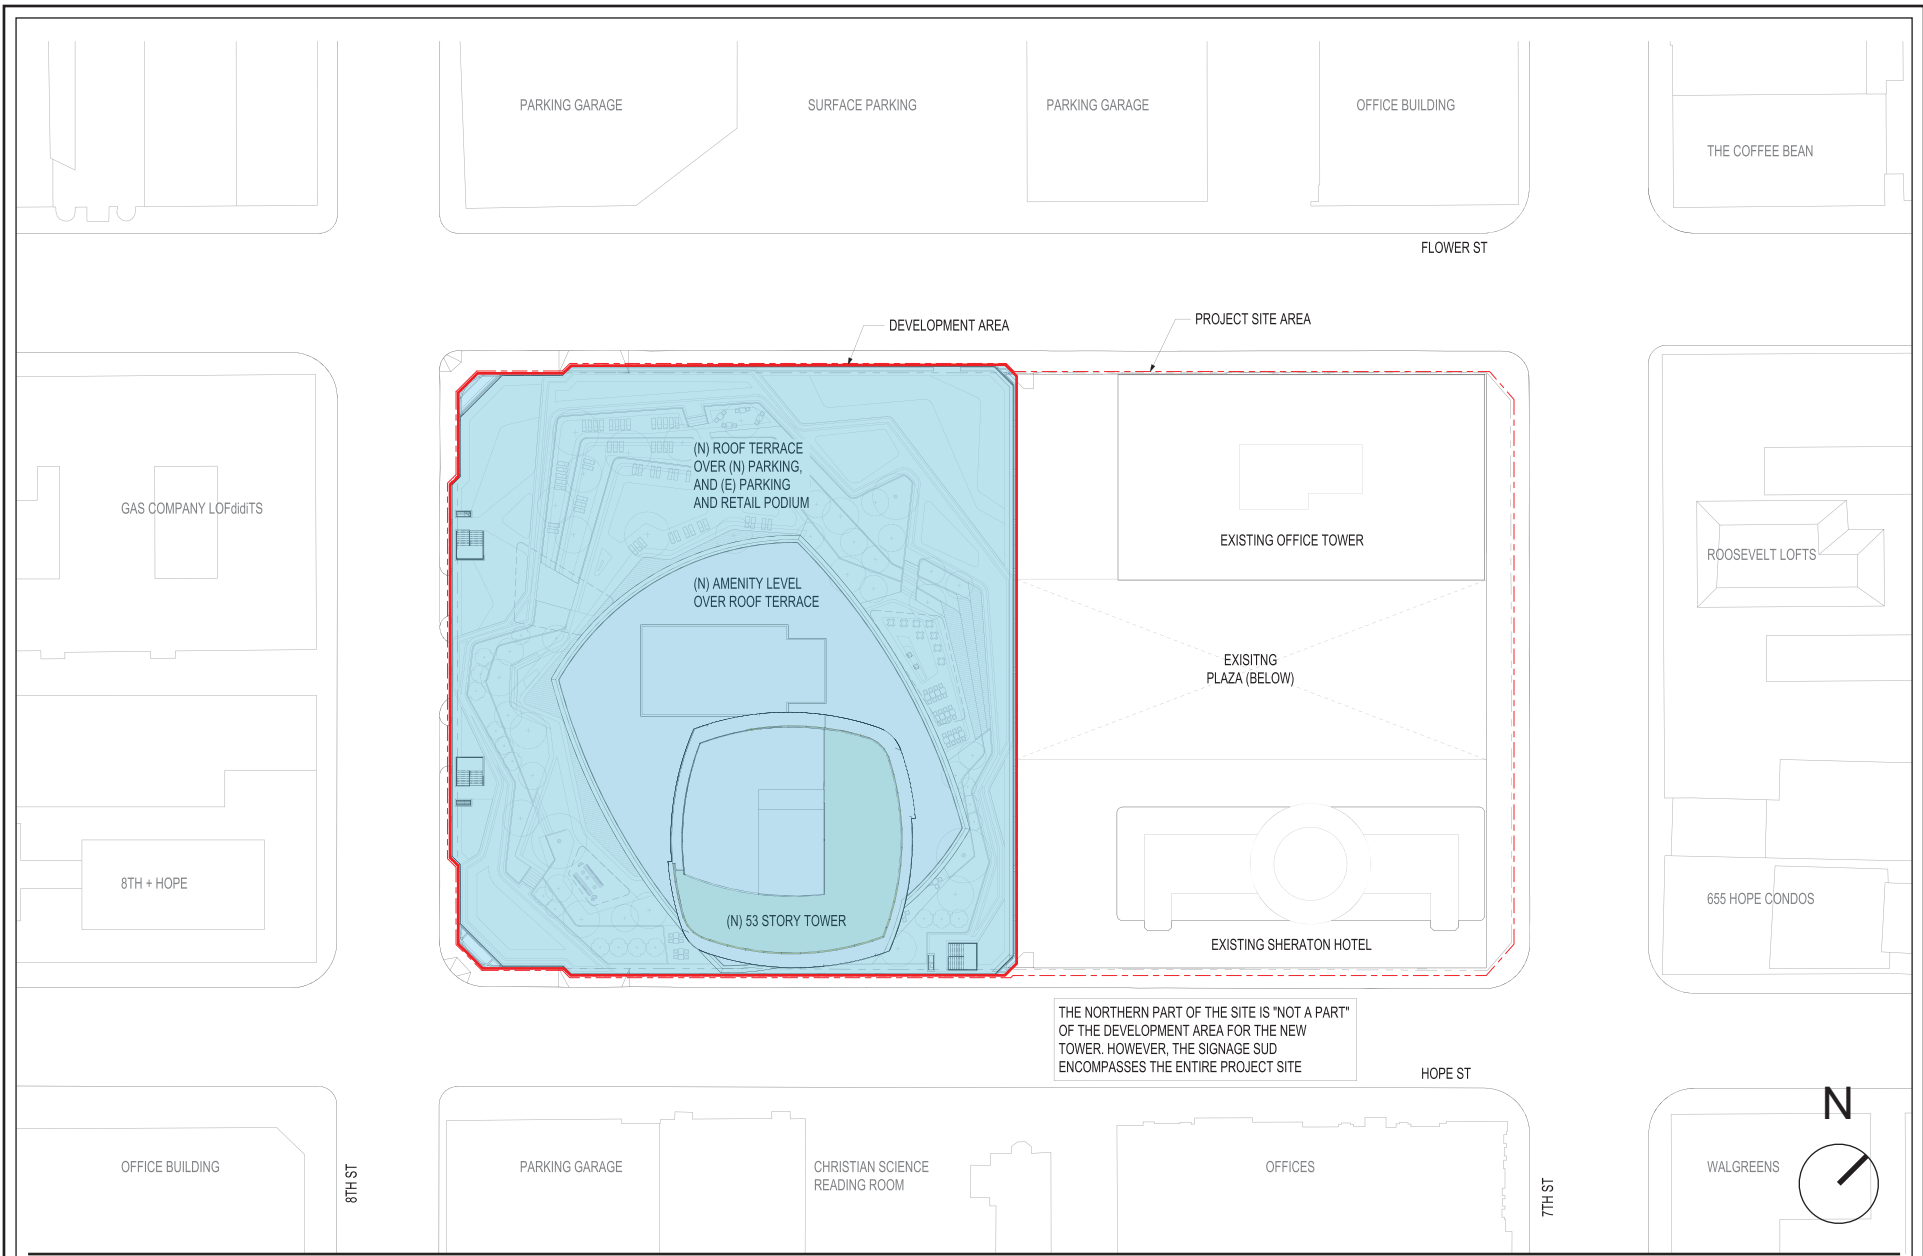 PARKING GARAGE
SURFACE PARKING
PARKING GARAGE
OFFICE BUILDING
THE COFFEE BEAN
FLOWER ST
DEVELOPMENT AREA
PROJECT SITE AREA
(N) ROOF TERRACE
OVER (N) PARKING,
AND (E) PARKING
AND RETAIL PODIUM
GAS COMPANY LOFdidiTS
EXISTING OFFICE TOWER
ROOSEVELT LOFTS
(N) AMENITY LEVEL
OVER ROOF TERRACE
EXISITNG
PLAZA (BELOW)
8TH + HOPE
655 HOPE CONDOS
(N) 53 STORY TOWER
EXISTING SHERATON HOTEL
THE NORTHERN PART OF THE SITE IS "NOT A PART"
OF THE DEVELOPMENT AREA FOR THE NEW
TOWER. HOWEVER, THE SIGNAGE SUD
ENCOMPASSES THE ENTIRE PROJECT SITE
HOPE ST
N
OFFICE BUILDING
8TH ST
PARKING GARAGE
CHRISTIAN SCIENCE
READING ROOM
OFFICES
7TH ST
WALGREENS